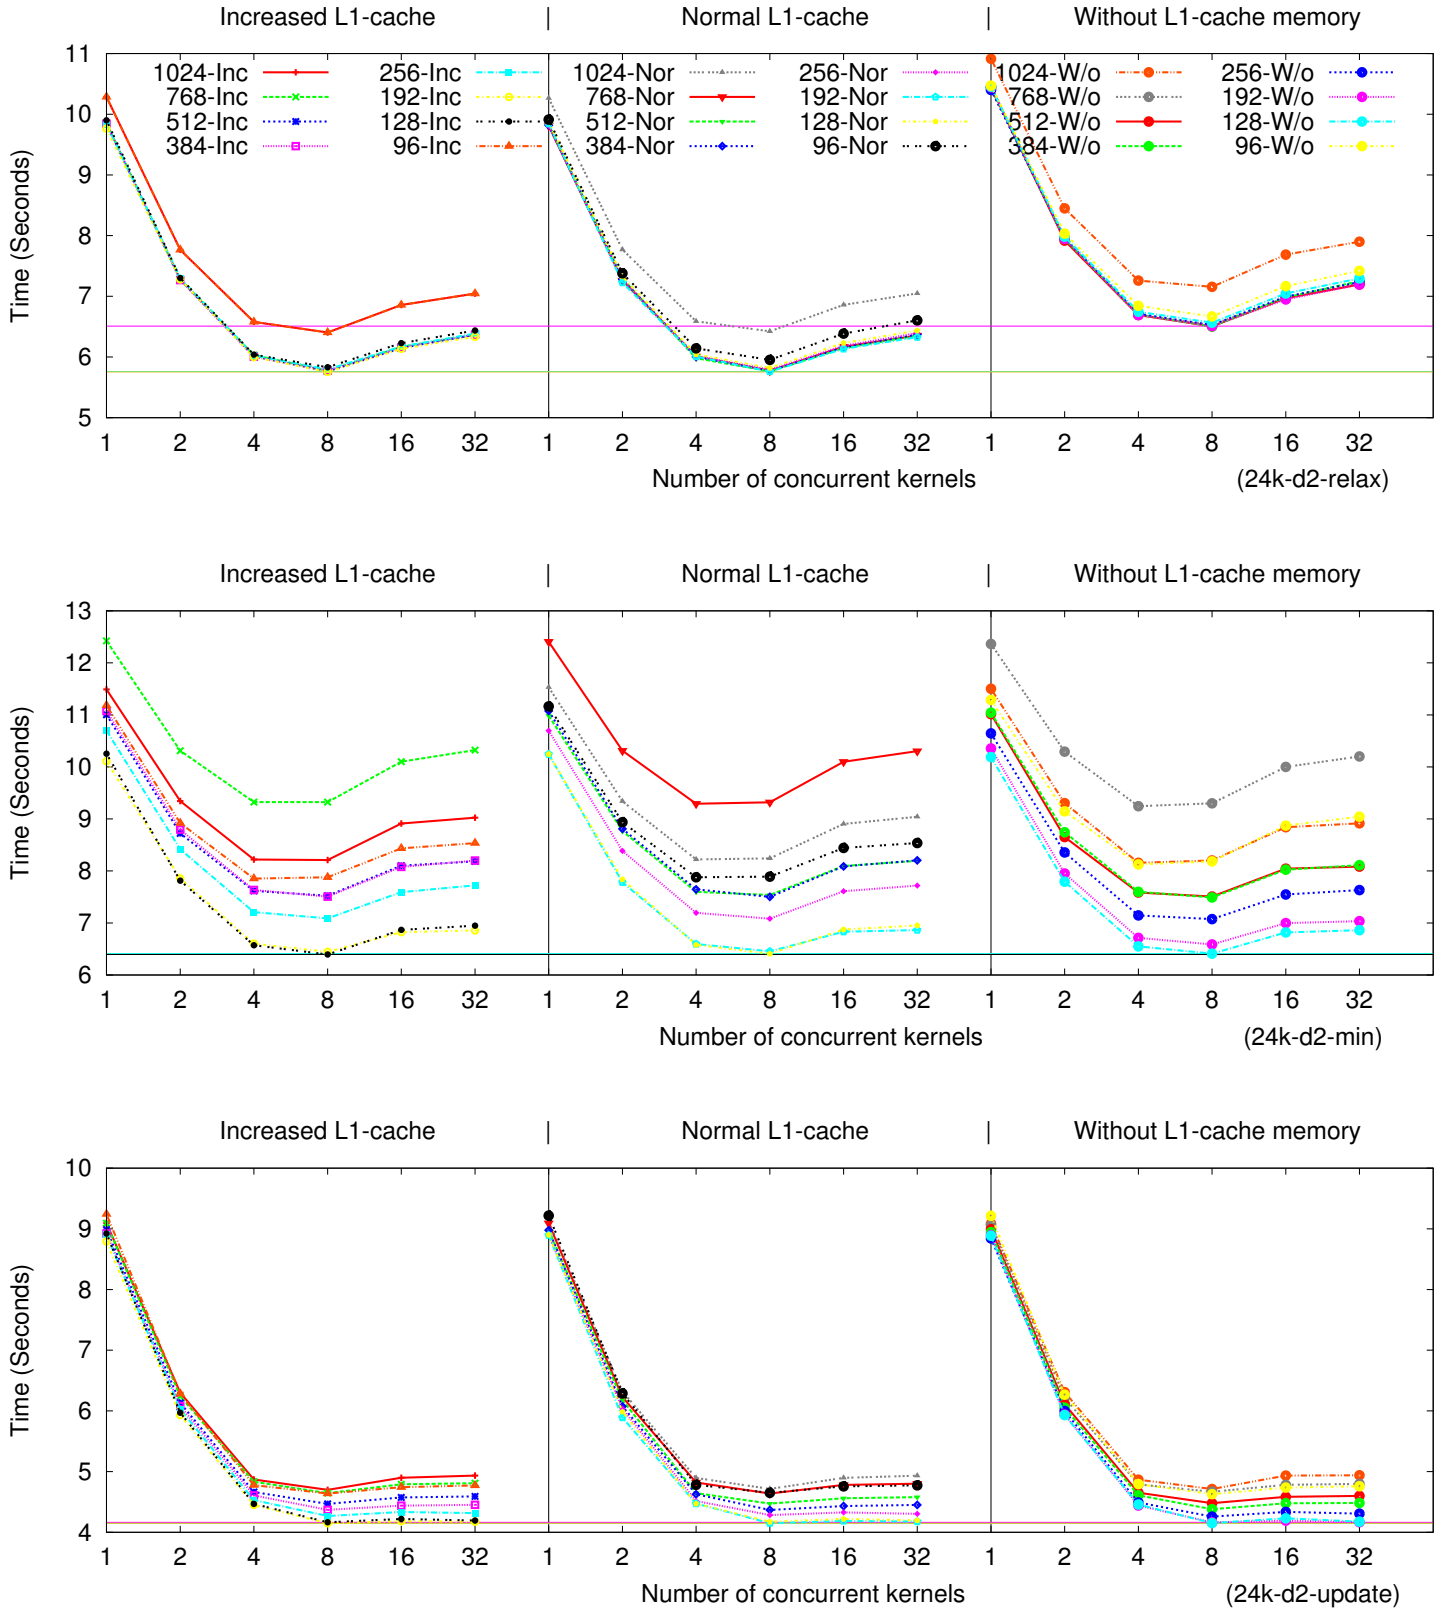 Increased L1-cache | Normal L1-cache | Without L1-cache memory
11
10
9
8
7
6
5
Time (Seconds)
1024-Inc 256-Inc 1024-Nor 256-Nor 1024-W/o 256-W/o
768-Inc 192-Inc 768-Nor 192-Nor 768-W/o 192-W/o
512-Inc 128-Inc 512-Nor 128-Nor 512-W/o 128-W/o
384-Inc 96-Inc 384-Nor 96-Nor 384-W/o 96-W/o
1 2 4 8 16 32 1 2 4 8 16 32 1 2 4 8 16 32
Number of concurrent kernels (24k-d2-relax)
Increased L1-cache | Normal L1-cache | Without L1-cache memory
13
12
11
10
9
8
7
6
Time (Seconds)
1 2 4 8 16 32 1 2 4 8 16 32 1 2 4 8 16 32
Number of concurrent kernels (24k-d2-min)
Increased L1-cache | Normal L1-cache | Without L1-cache memory
10
9
8
7
6
5
4
Time (Seconds)
1 2 4 8 16 32 1 2 4 8 16 32 1 2 4 8 16 32
Number of concurrent kernels (24k-d2-update)